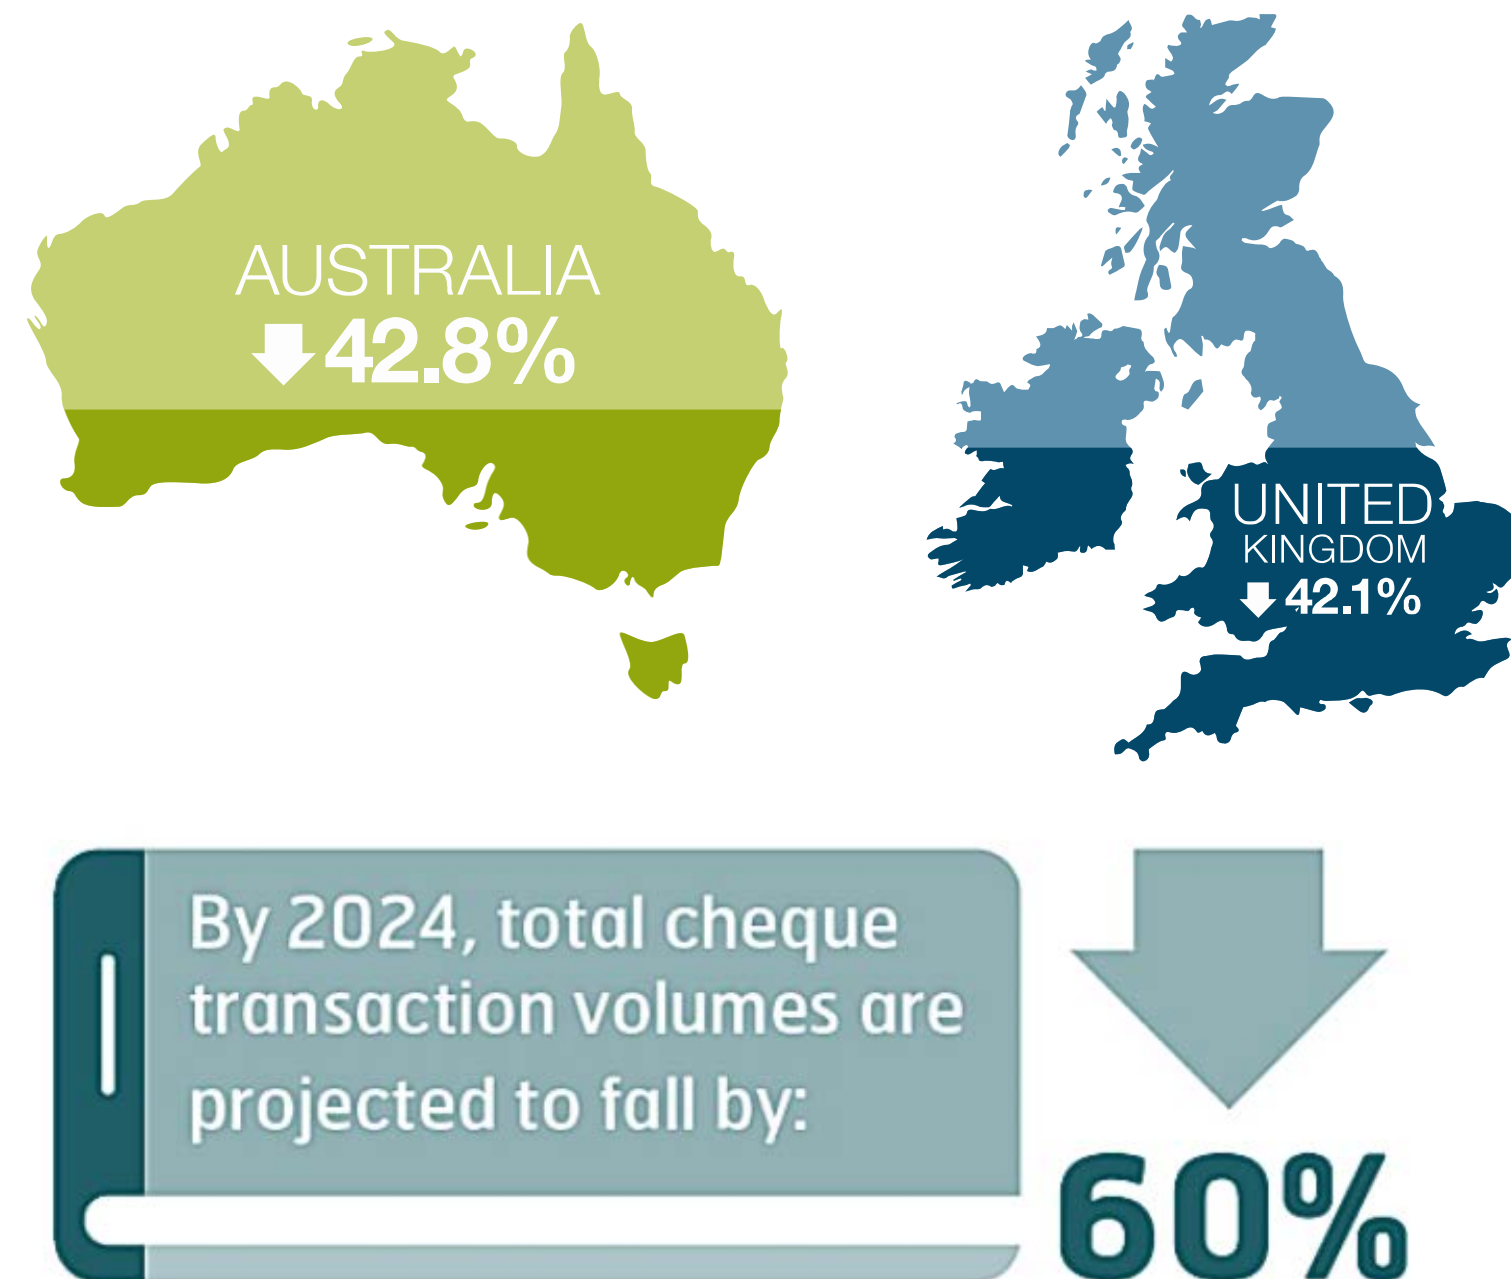 AUSTRALIA
42.8%
UNITED
KINGDOM
42.1%
By 2024, total cheque
transaction volumes are
projected to fall by:
60%